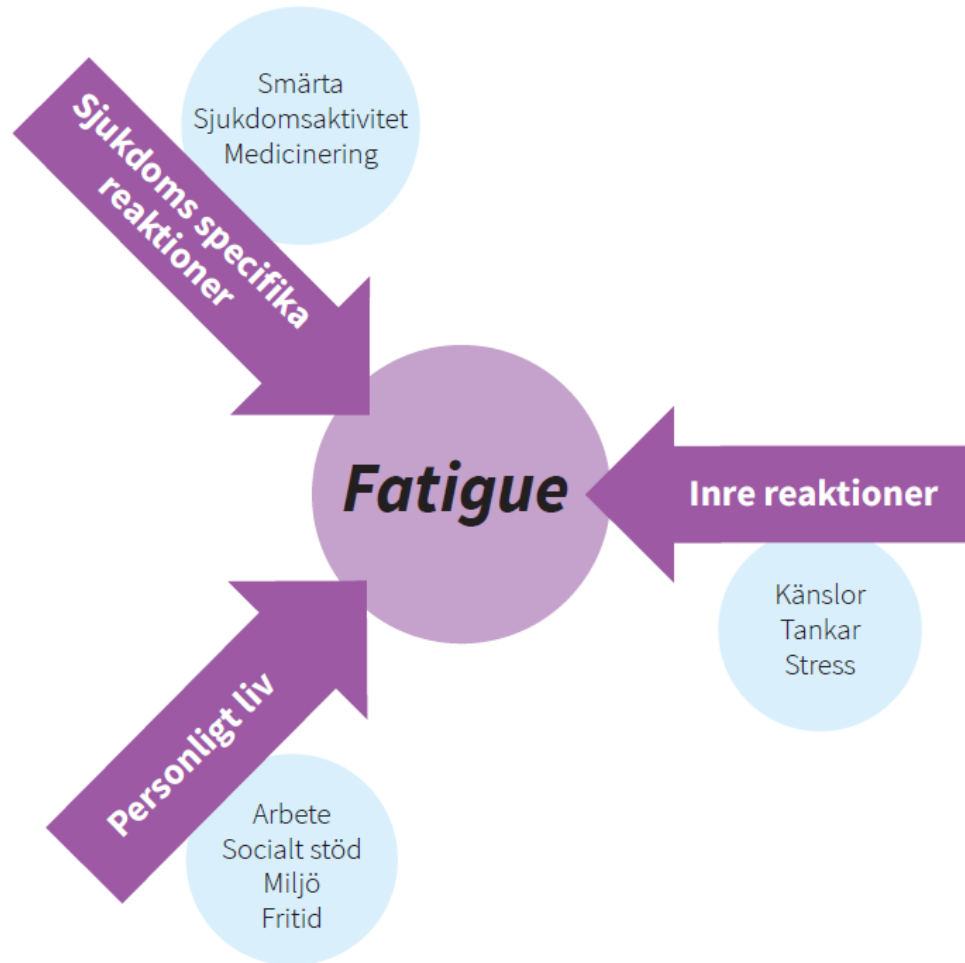 Smärta
Sjukdomsaktivitet
Medicinering
Sjukdoms specifika
reaktioner
Fatigue
Inre reaktioner
Känslor
Tankar
Stress
Personligt liv
Arbete
Socialt stöd
Miljö
Fritid